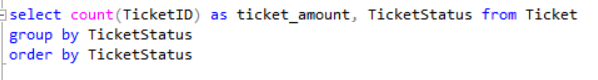 select count(TicketID) as ticket_amount, TicketStatus from Ticket
group by TicketStatus
order by TicketStatus